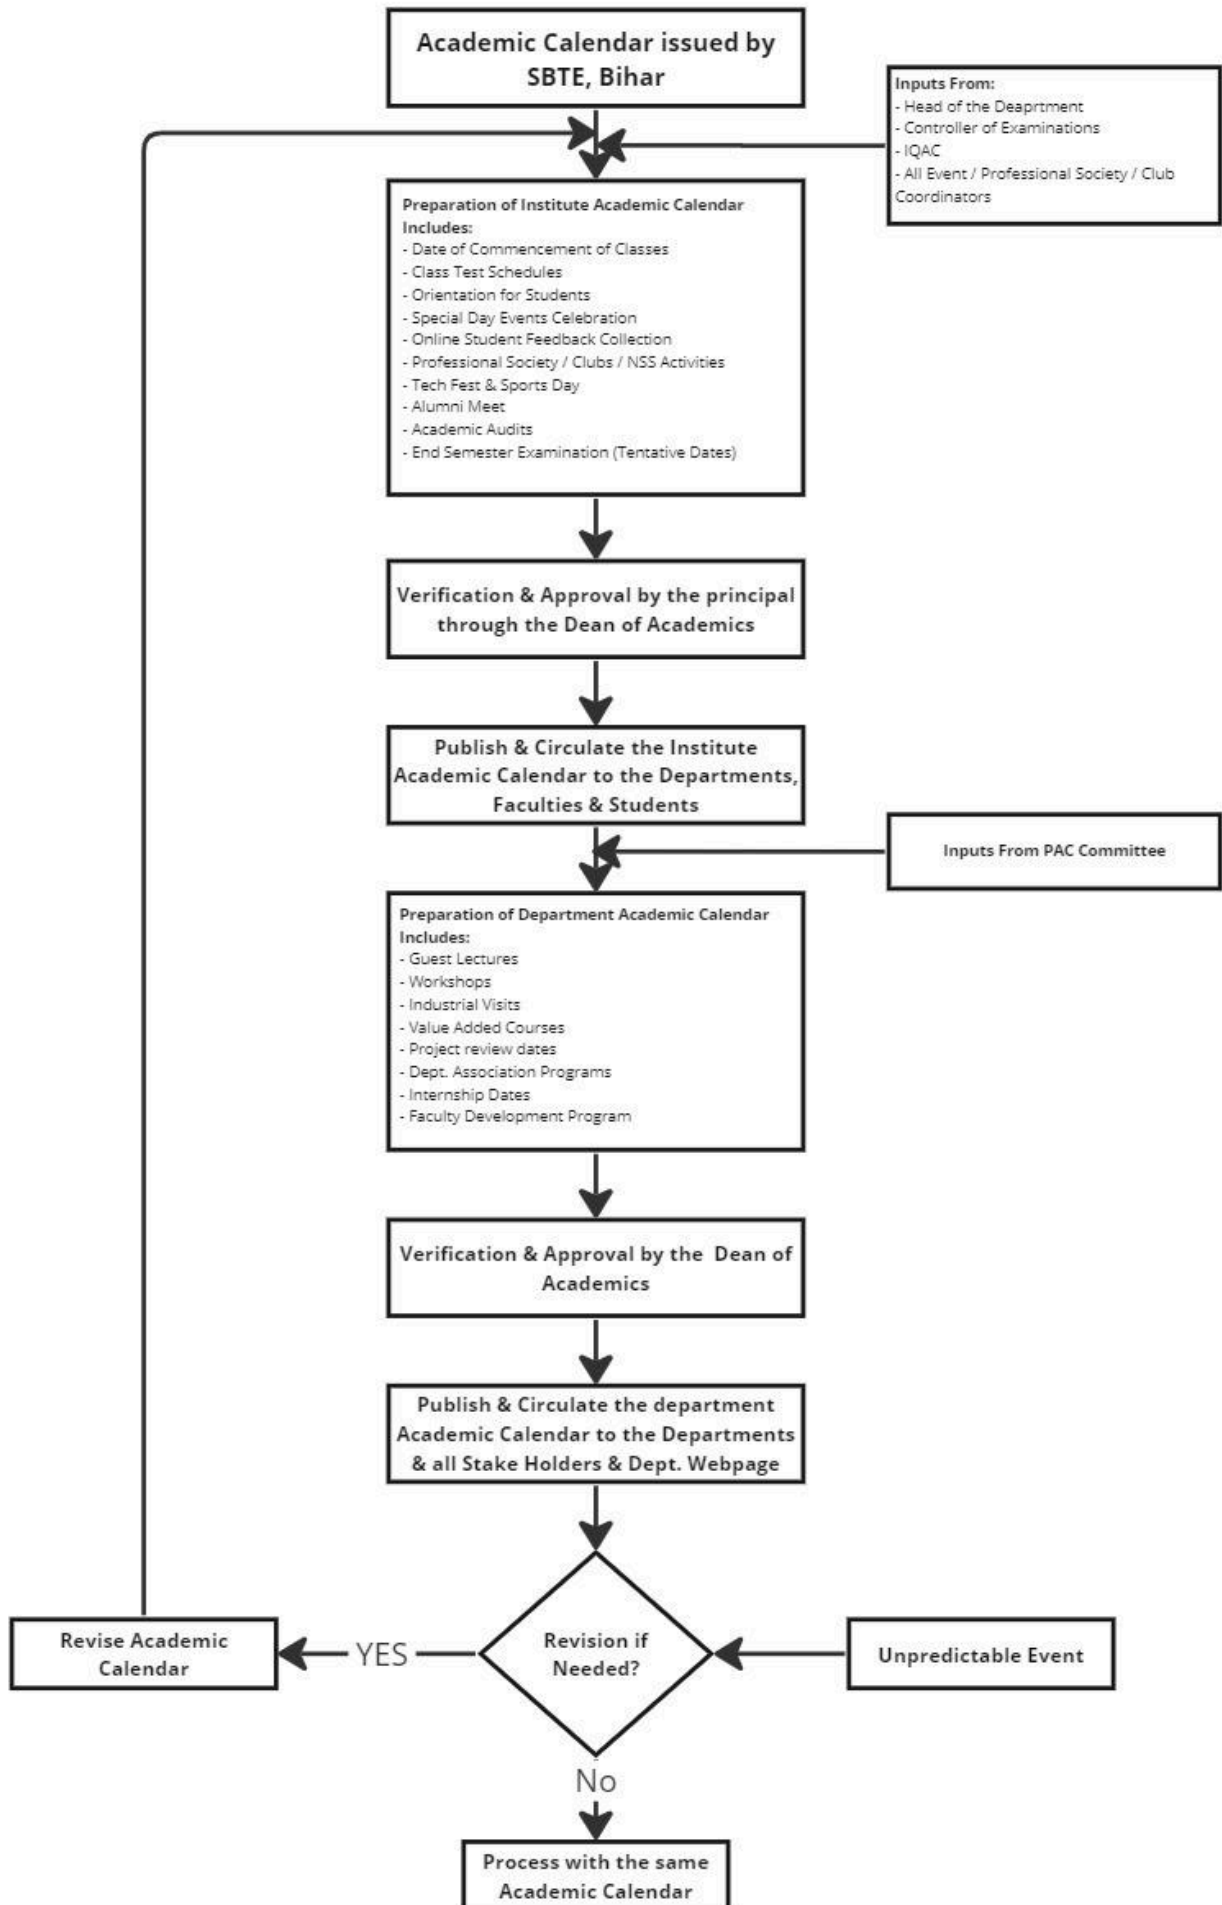 Academic Calendar issued by
SBTE, Bihar
Inputs From:
- Head of the Deaprtment
- Controller of Examinations
- IQAC
- All Event / Professional Society / Club
Coordinators
Preparation of Institute Academic Calendar
Includes:
- Date of Commencement of Classes
- Class Test Schedules
- Orientation for Students
- Special Day Events Celebration
- Online Student Feedback Collection
- Professional Society / Clubs / NSS Activities
- Tech Fest & Sports Day
- Alumni Meet
- Academic Audits
- End Semester Examination (Tentative Dates)
Verification & Approval by the principal
through the Dean of Academics
Publish & Circulate the Institute
Academic Calendar to the Departments,
Faculties & Students
Inputs From PAC Committee
Preparation of Department Academic Calendar
Includes:
- Guest Lectures
- Workshops
- Industrial Visits
- Value Added Courses
- Project review dates
- Dept. Association Programs
- Internship Dates
- Faculty Development Program
Verification & Approval by the Dean of
Academics
Publish & Circulate the department
Academic Calendar to the Departments
& all Stake Holders & Dept. Webpage
Revise Academic
Calendar
YES
Revision if
Needed?
Unpredictable Event
No
Process with the same
Academic Calendar